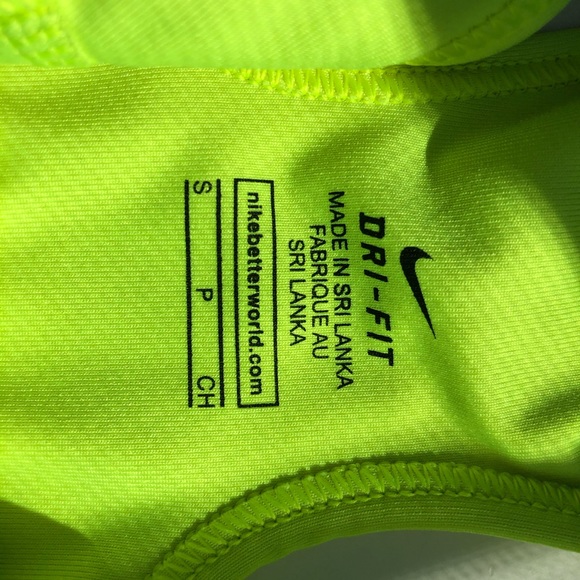 DRI-FIT
MADE IN SRI LANKA
FABRIQUE AU
SRI LANKA
nikebetterworld.com
S P CH